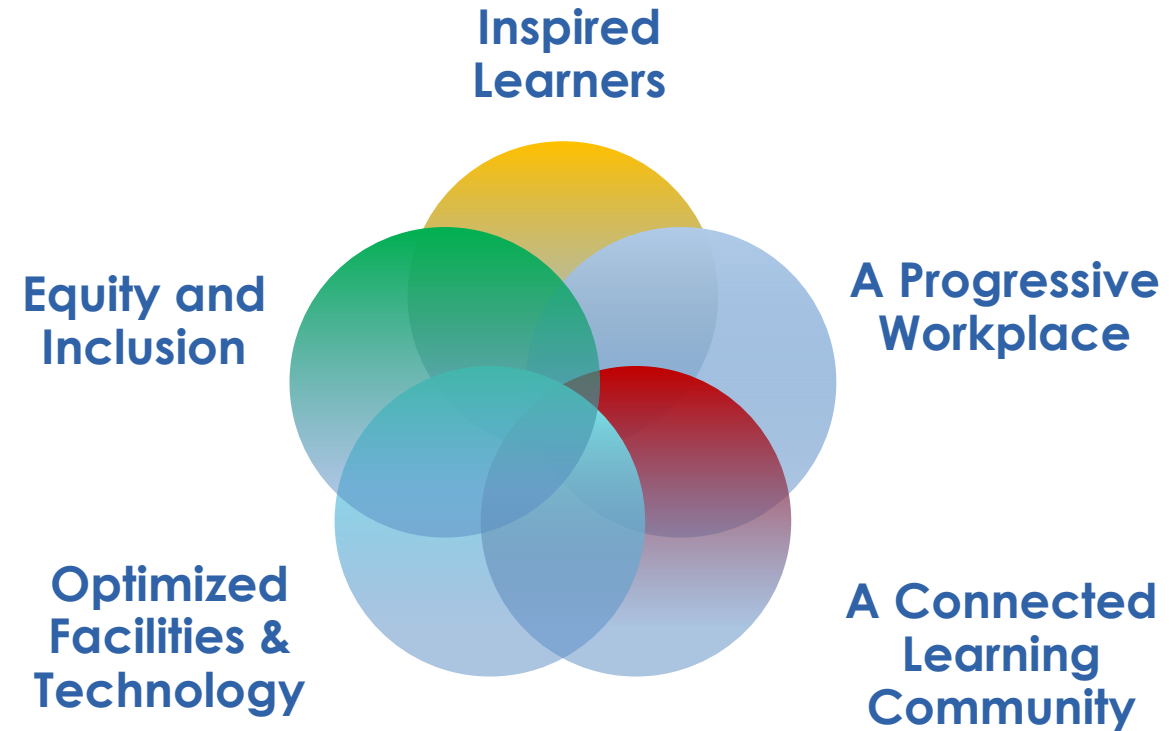 Inspired
Learners
A Progressive
Workplace
A Connected
Learning
Community
Optimized
Facilities &
Technology
Equity and
Inclusion